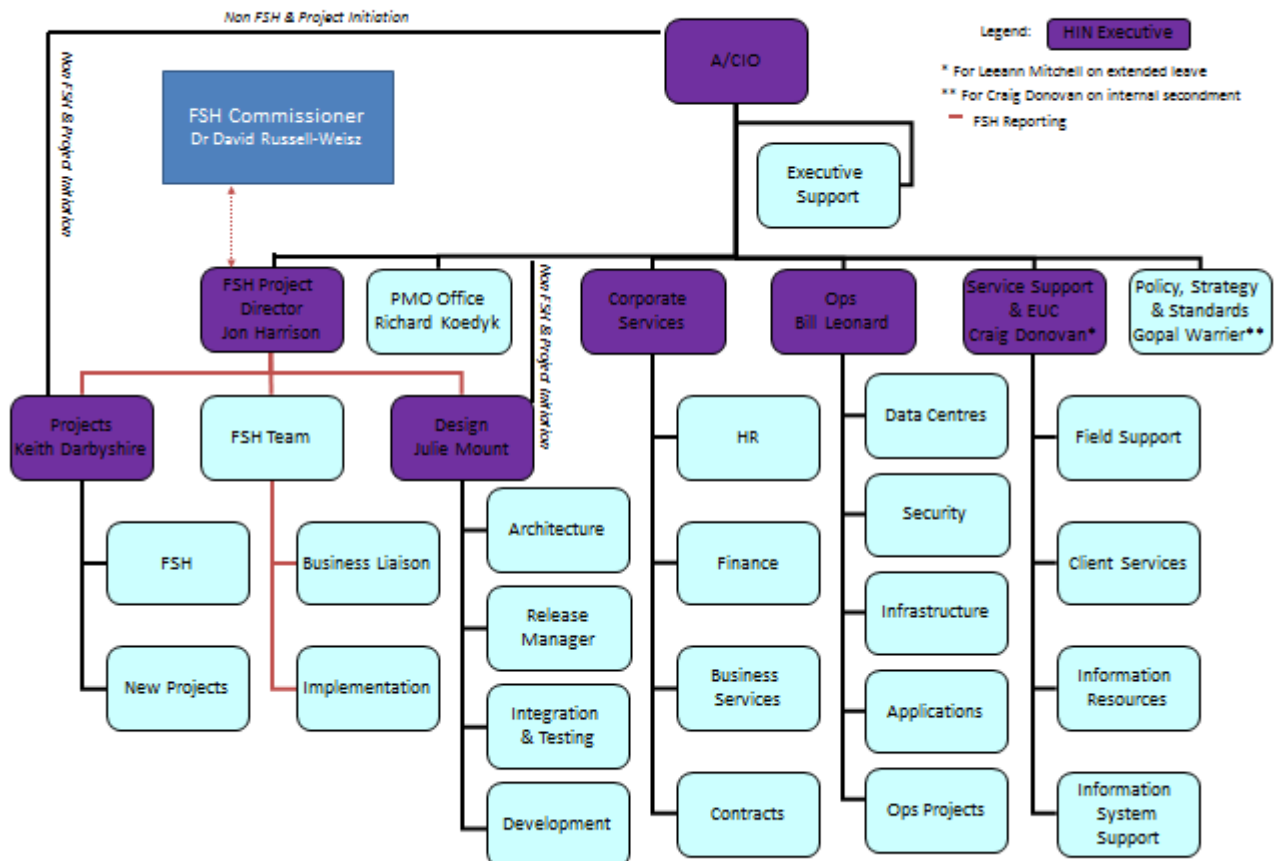 Non FSH & Project Initiation
Legend:
HIN Executive
* For Leeann Mitchell on extended leave
** For Craig Donovan on internal secondment
FSH Reporting
A/CIO
Non FSH & Project Initiation
FSH Commissioner
Dr David Russell-Weisz
Executive
Support
FSH Project
Director
Jon Harrison
PMO Office
Richard Koedyk
Non FSH & Project Initiation
Corporate
Services
Ops
Bill Leonard
Service Support
& EUC
Craig Donovan*
Policy, Strategy
& Standards
Gopal Warrier**
Projects
Keith Darbyshire
FSH Team
Design
Julie Mount
FSH
New Projects
Business Liaison
Implementation
Architecture
Release
Manager
Integration
& Testing
Development
HR
Finance
Business
Services
Contracts
Data Centres
Security
Infrastructure
Applications
Ops Projects
Field Support
Client Services
Information
Resources
Information
System
Support